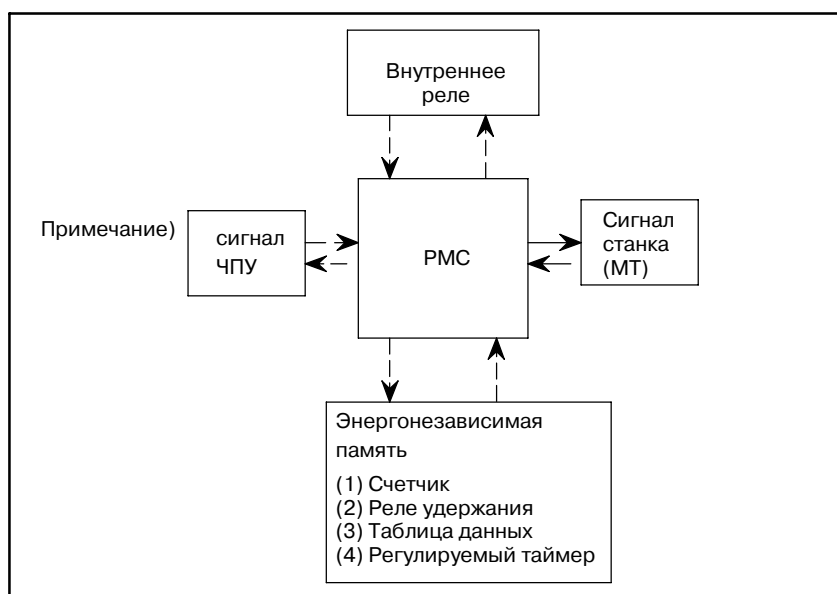 Внутреннее
реле
Примечание)
сигнал
ЧПУ
PMC
Сигнал
станка
(MT)
Энергонезависимая
память
(1) Счетчик
(2) Реле удержания
(3) Таблица данных
(4) Регулируемый таймер